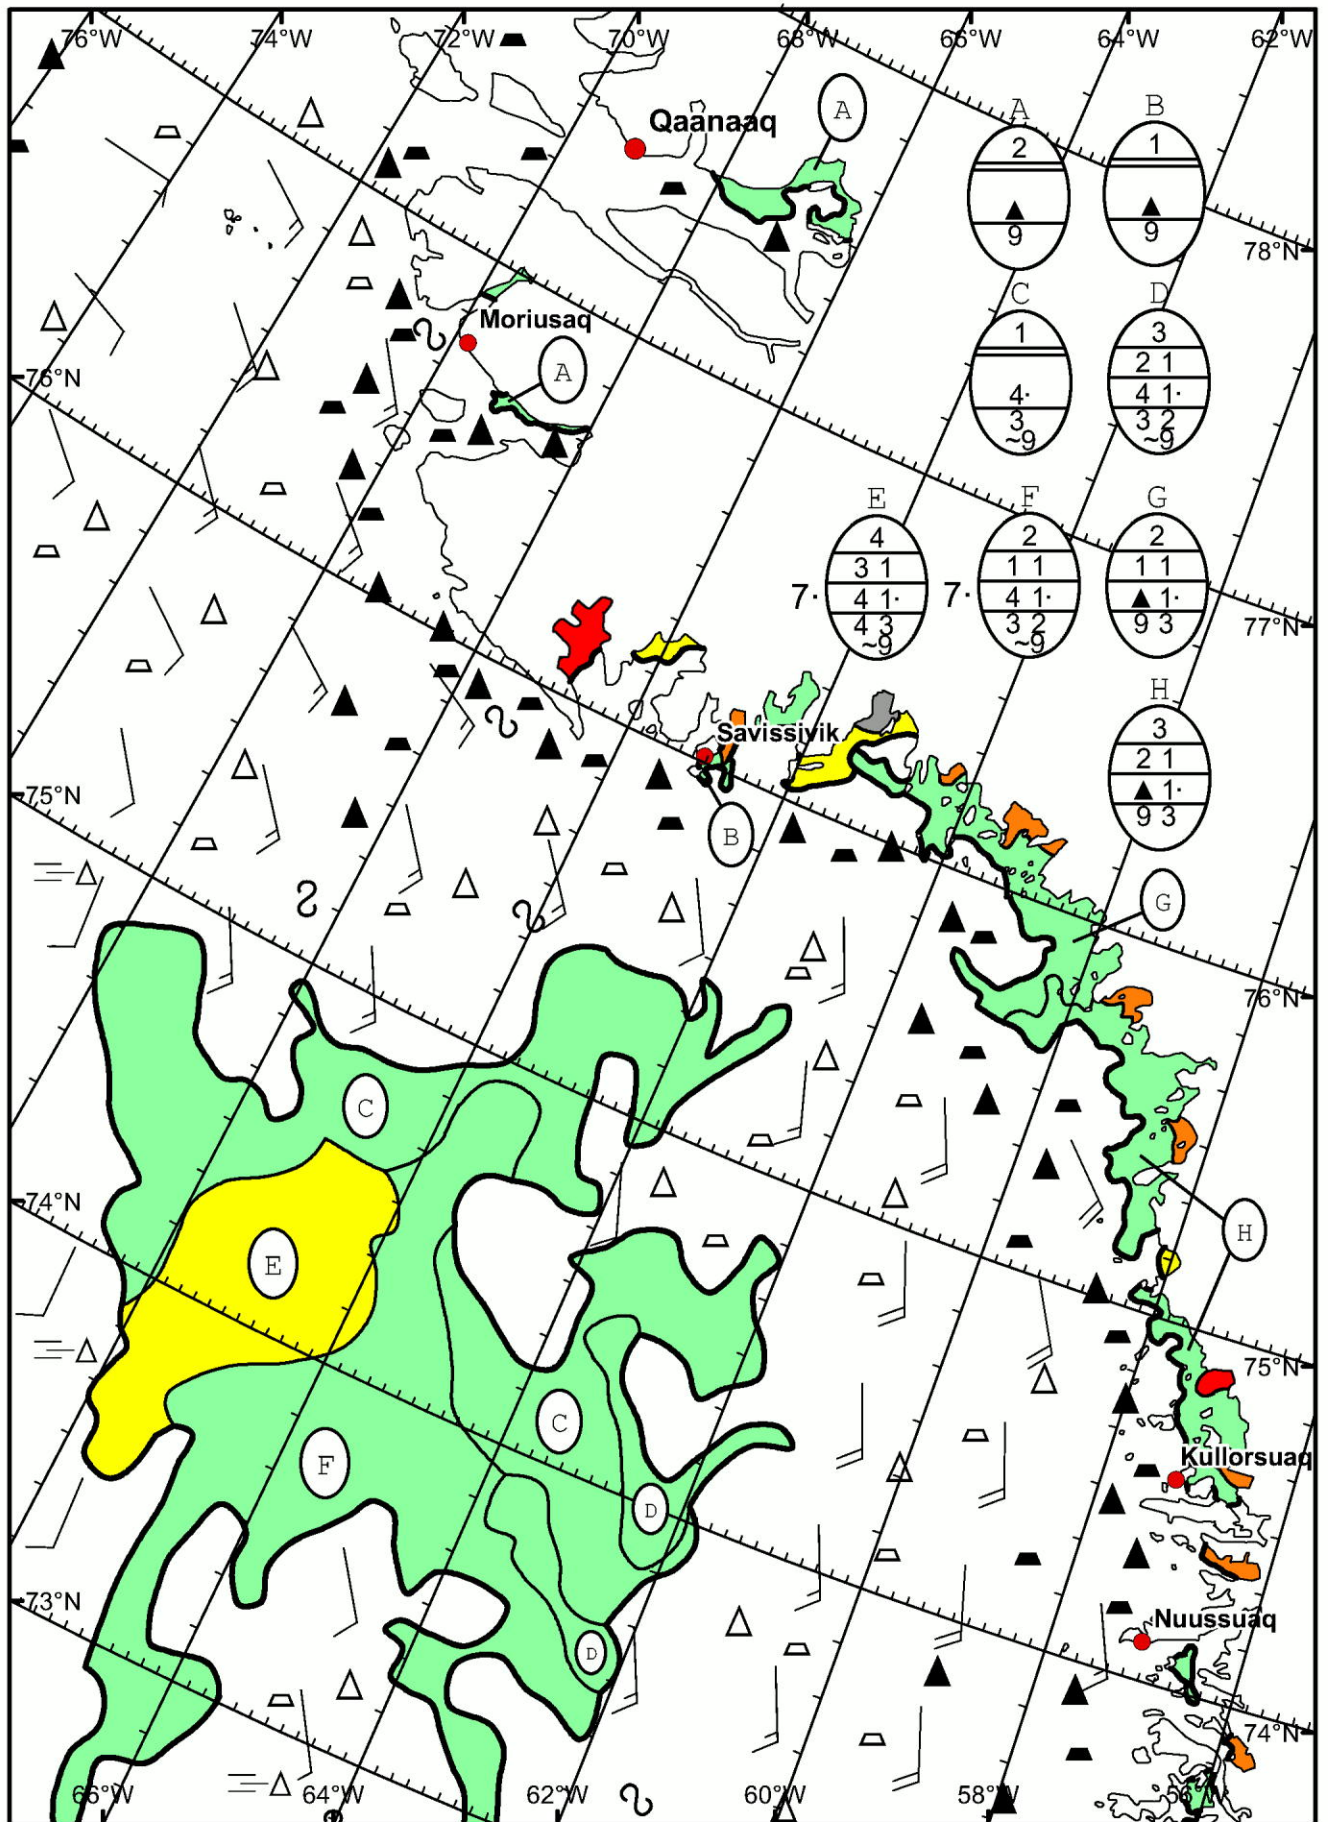 76°W 74°W 72°W 70°W 68°W 66°W 64°W 62°W
Qaanaaq
A
A
2
9
B
1
9
78°N
Moriusaq
A
76°N
C
1
4·
3
~9
D
3
2 1
4 1·
3 2
~9
E
4
3 1
7· 4 1·
4 3
~9
F
2
1 1
7· 4 1·
3 2
~9
G
2
1 1
1·
9 3
77°N
H
3
2 1
1·
9 3
Savissivik
B
75°N
G
76°N
C
74°N
E
H
75°N
C
F
D
Kullorsuaq
73°N
Nuussuaq
D
74°N
66°W 64°W 62°W 60°W 58°W 56°W